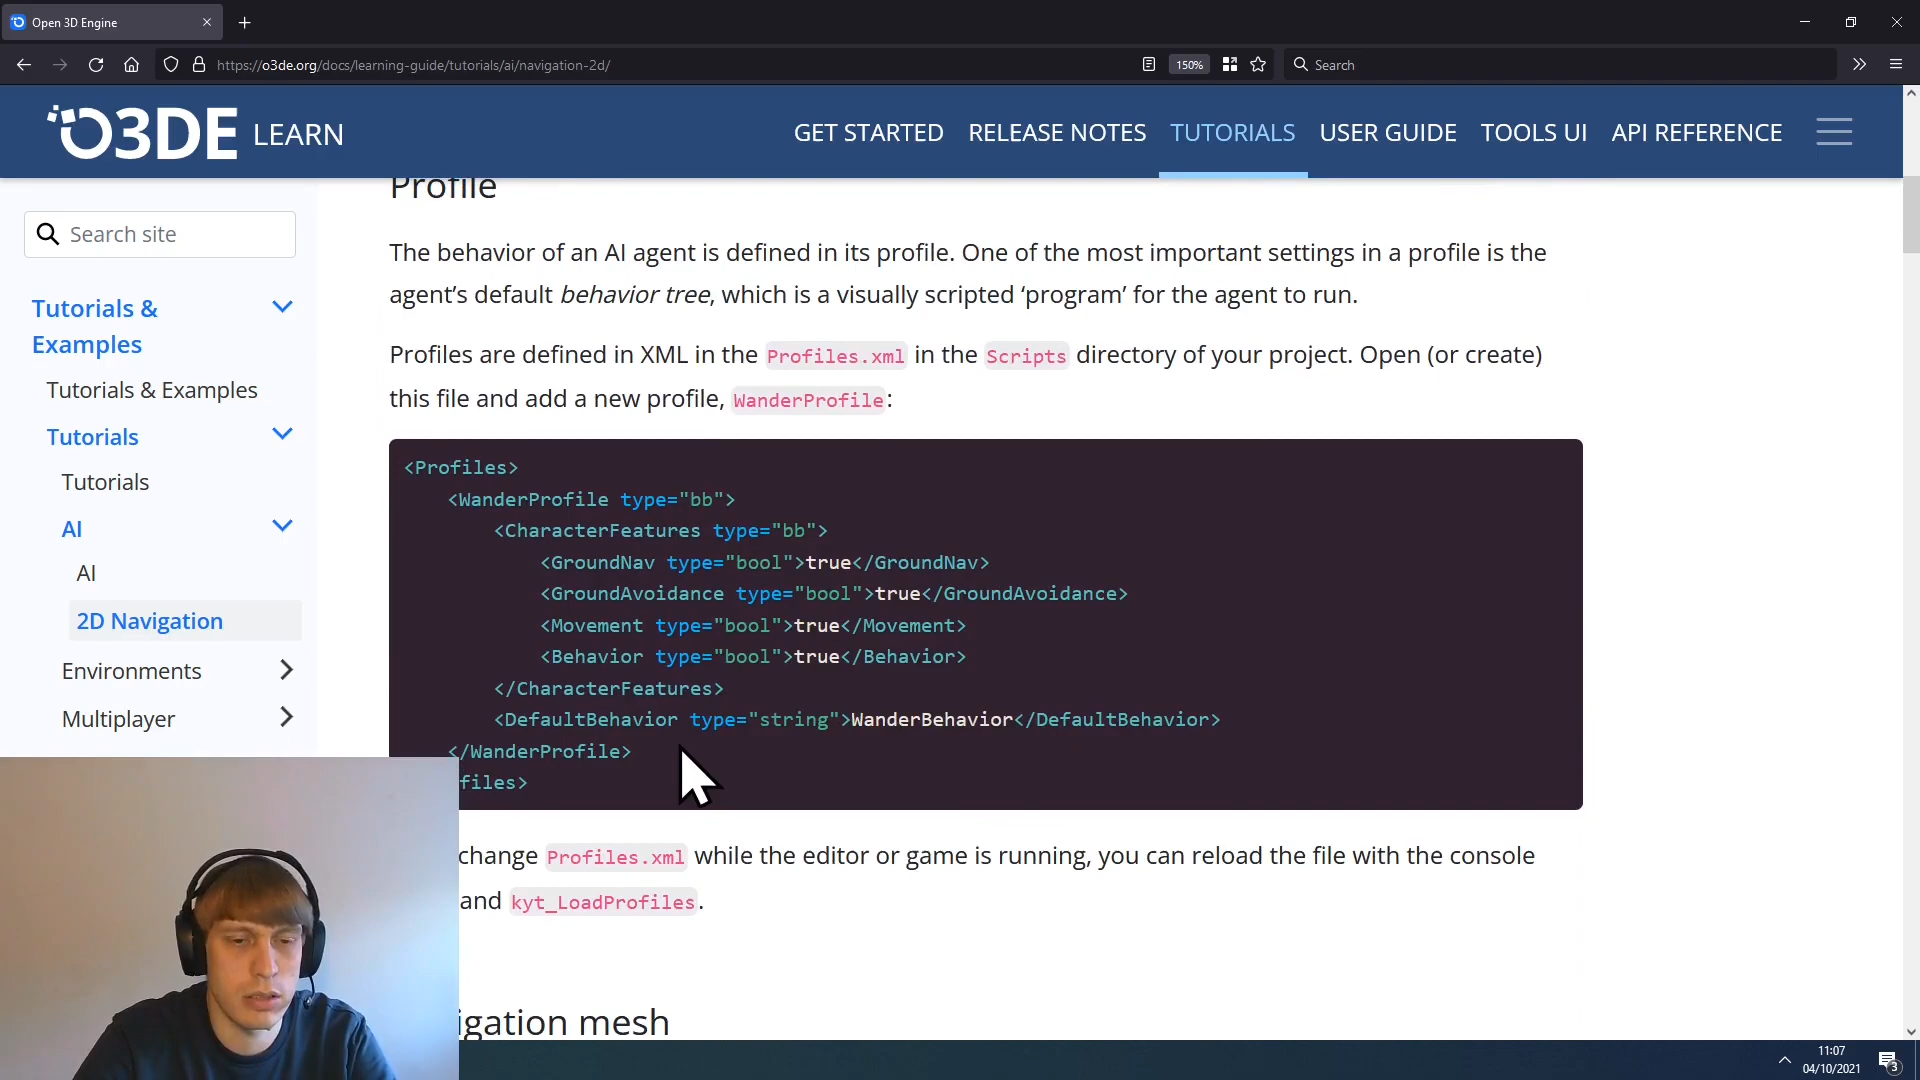 Open 3D Engine
https://o3de.org/docs/learning-guide/tutorials/ai/navigation-2d/
150%
Search
O3DE LEARN
GET STARTED
RELEASE NOTES
TUTORIALS
USER GUIDE
TOOLS UI
API REFERENCE
Search site
Tutorials &
Examples
Tutorials & Examples
Tutorials
Tutorials
AI
AI
2D Navigation
Environments
Multiplayer
Profile
The behavior of an AI agent is defined in its profile. One of the most important settings in a profile is the
agent’s default behavior tree, which is a visually scripted ‘program’ for the agent to run.
Profiles are defined in XML in the Profiles.xml in the Scripts directory of your project. Open (or create)
this file and add a new profile, WanderProfile:
<Profiles>
<WanderProfile type="bb">
<CharacterFeatures type="bb">
<GroundNav type="bool">true</GroundNav>
<GroundAvoidance type="bool">true</GroundAvoidance>
<Movement type="bool">true</Movement>
<Behavior type="bool">true</Behavior>
</CharacterFeatures>
<DefaultBehavior type="string">WanderBehavior</DefaultBehavior>
</WanderProfile>
files>
change Profiles.xml while the editor or game is running, you can reload the file with the console
and kyt_LoadProfiles.
igation mesh
11:07
04/10/2021
3